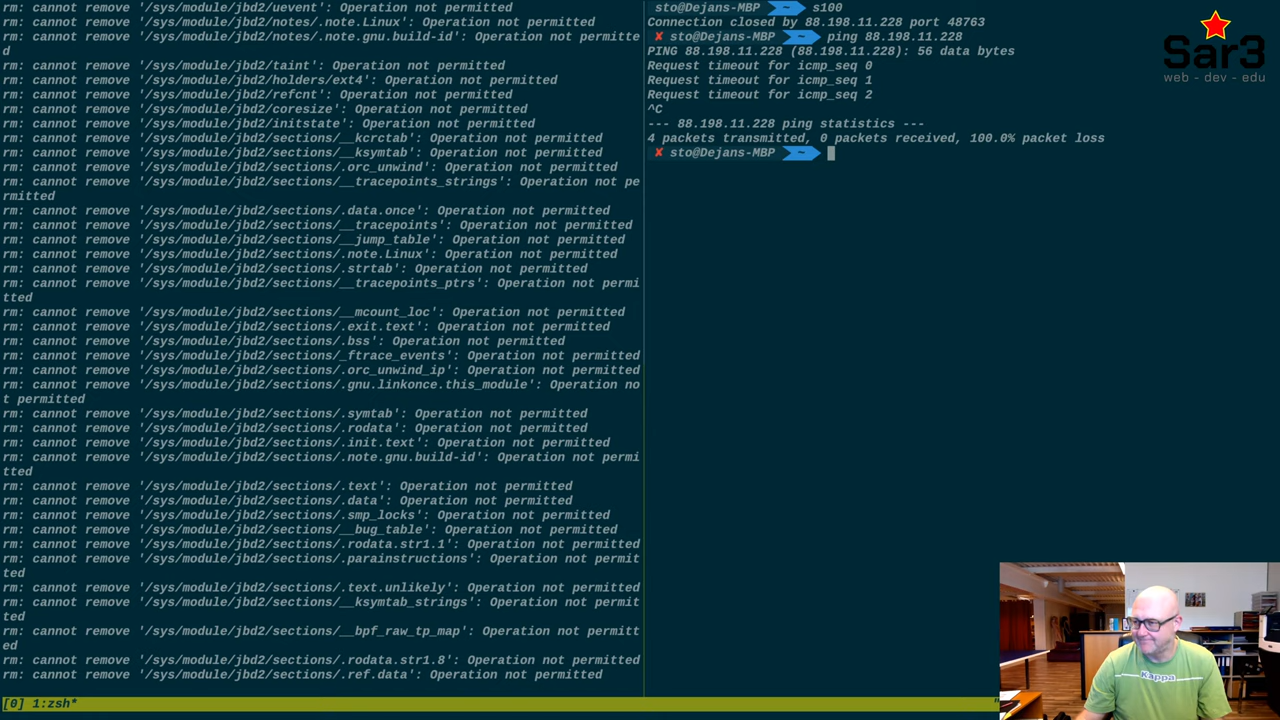 rm: cannot remove '/sys/module/jbd2/uevent': Operation not permitted
rm: cannot remove '/sys/module/jbd2/notes/.note.Linux': Operation not permitted
rm: cannot remove '/sys/module/jbd2/notes/.note.gnu.build-id': Operation not permitte
d
rm: cannot remove '/sys/module/jbd2/taint': Operation not permitted
rm: cannot remove '/sys/module/jbd2/holders/ext4': Operation not permitted
rm: cannot remove '/sys/module/jbd2/refcnt': Operation not permitted
rm: cannot remove '/sys/module/jbd2/coresize': Operation not permitted
rm: cannot remove '/sys/module/jbd2/initstate': Operation not permitted
rm: cannot remove '/sys/module/jbd2/sections/__kcrctab': Operation not permitted
rm: cannot remove '/sys/module/jbd2/sections/__ksymtab': Operation not permitted
rm: cannot remove '/sys/module/jbd2/sections/.orc_unwind': Operation not permitted
rm: cannot remove '/sys/module/jbd2/sections/__tracepoints_strings': Operation not pe
rmitted
rm: cannot remove '/sys/module/jbd2/sections/.data.once': Operation not permitted
rm: cannot remove '/sys/module/jbd2/sections/__tracepoints': Operation not permitted
rm: cannot remove '/sys/module/jbd2/sections/__jump_table': Operation not permitted
rm: cannot remove '/sys/module/jbd2/sections/.note.Linux': Operation not permitted
rm: cannot remove '/sys/module/jbd2/sections/.strtab': Operation not permitted
rm: cannot remove '/sys/module/jbd2/sections/__tracepoints_ptrs': Operation not permi
tted
rm: cannot remove '/sys/module/jbd2/sections/__mcount_loc': Operation not permitted
rm: cannot remove '/sys/module/jbd2/sections/.exit.text': Operation not permitted
rm: cannot remove '/sys/module/jbd2/sections/.bss': Operation not permitted
rm: cannot remove '/sys/module/jbd2/sections/_ftrace_events': Operation not permitted
rm: cannot remove '/sys/module/jbd2/sections/.orc_unwind_ip': Operation not permitted
rm: cannot remove '/sys/module/jbd2/sections/.gnu.linkonce.this_module': Operation no
t permitted
rm: cannot remove '/sys/module/jbd2/sections/.symtab': Operation not permitted
rm: cannot remove '/sys/module/jbd2/sections/.rodata': Operation not permitted
rm: cannot remove '/sys/module/jbd2/sections/.init.text': Operation not permitted
rm: cannot remove '/sys/module/jbd2/sections/.note.gnu.build-id': Operation not permi
tted
rm: cannot remove '/sys/module/jbd2/sections/.text': Operation not permitted
rm: cannot remove '/sys/module/jbd2/sections/.data': Operation not permitted
rm: cannot remove '/sys/module/jbd2/sections/.smp_locks': Operation not permitted
rm: cannot remove '/sys/module/jbd2/sections/__bug_table': Operation not permitted
rm: cannot remove '/sys/module/jbd2/sections/.rodata.str1.1': Operation not permitted
rm: cannot remove '/sys/module/jbd2/sections/.parainstructions': Operation not permit
ted
rm: cannot remove '/sys/module/jbd2/sections/.text.unlikely': Operation not permitted
rm: cannot remove '/sys/module/jbd2/sections/__ksymtab_strings': Operation not permit
ted
rm: cannot remove '/sys/module/jbd2/sections/__bpf_raw_tp_map': Operation not permitt
ed
rm: cannot remove '/sys/module/jbd2/sections/.rodata.str1.8': Operation not permitted
rm: cannot remove '/sys/module/jbd2/sections/.ref.data': Operation not permitted
[0] 1:zsh*
sto@Dejans-MBP ~ s100
Connection closed by 88.198.11.228 port 48763
✘ sto@Dejans-MBP ~ ping 88.198.11.228
PING 88.198.11.228 (88.198.11.228): 56 data bytes
Request timeout for icmp_seq 0
Request timeout for icmp_seq 1
Request timeout for icmp_seq 2
^C
--- 88.198.11.228 ping statistics ---
4 packets transmitted, 0 packets received, 100.0% packet loss
✘ sto@Dejans-MBP ~
Sar3
web - dev - edu
Kappa